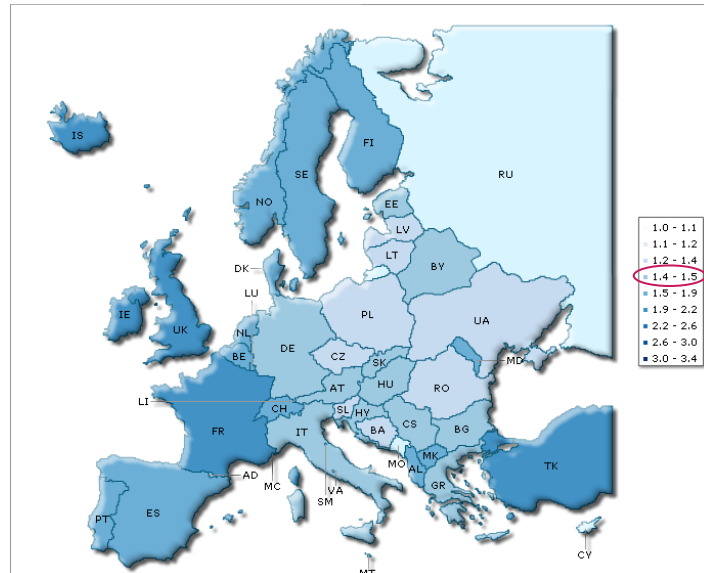 IS
FI
SE
RU
NO
EE
LV
LT
BY
DK
LU
IE
UK
NL
BE
DE
PL
UA
CZ
SK
MD
AT
HU
RO
LI
CH
SL
HY
BA
CS
BG
FR
IT
MO
MK
AL
TK
AD
MC
VA
SM
GR
PT
ES
CY
MT
1.0 - 1.1
1.1 - 1.2
1.2 - 1.4
1.4 - 1.5
1.5 - 1.9
1.9 - 2.2
2.2 - 2.6
2.6 - 3.0
3.0 - 3.4